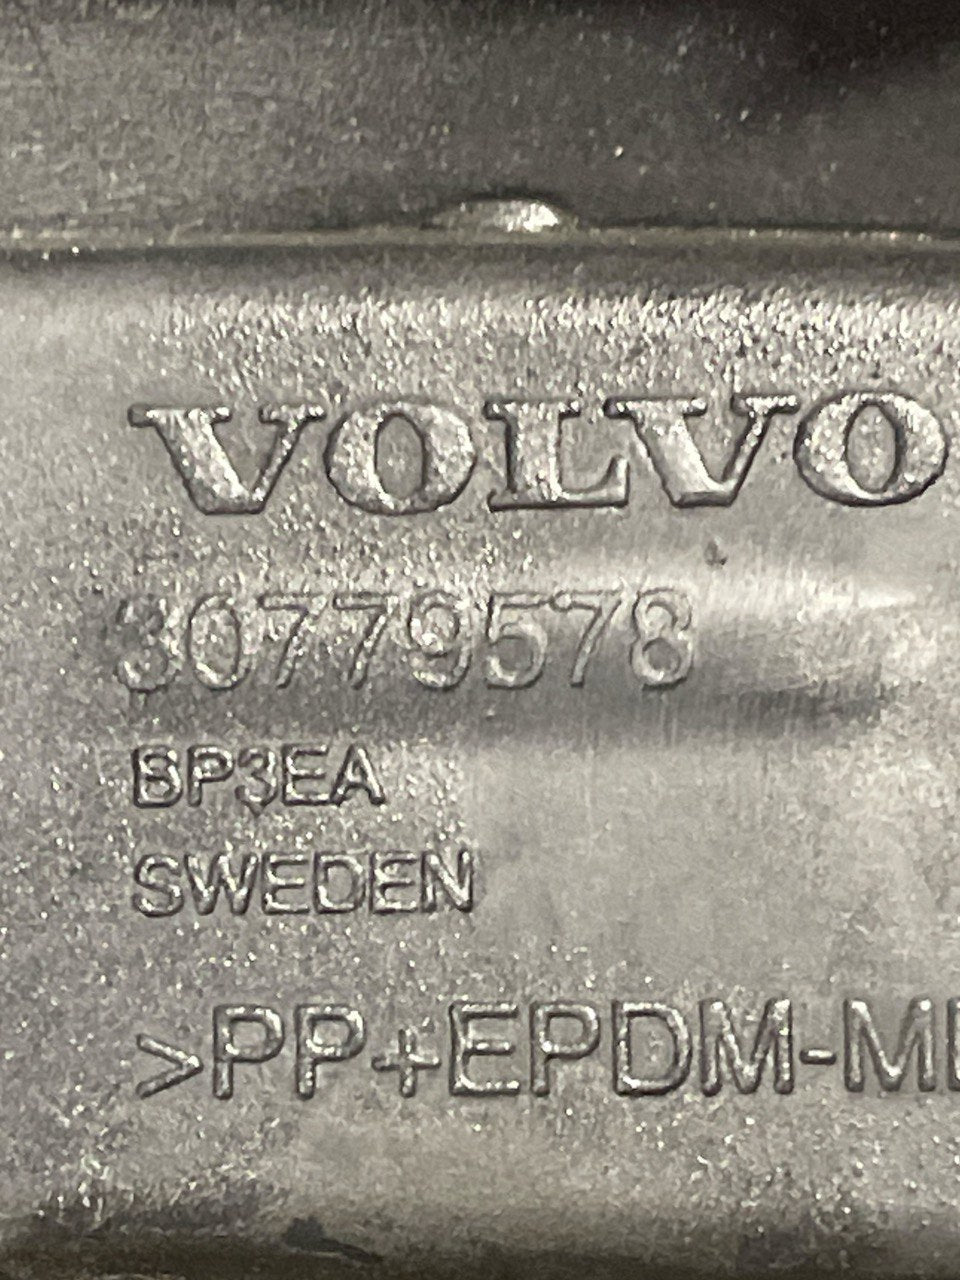 VOLVO
30779578
BP3EA
SWEDEN
>PP+EPDM-M